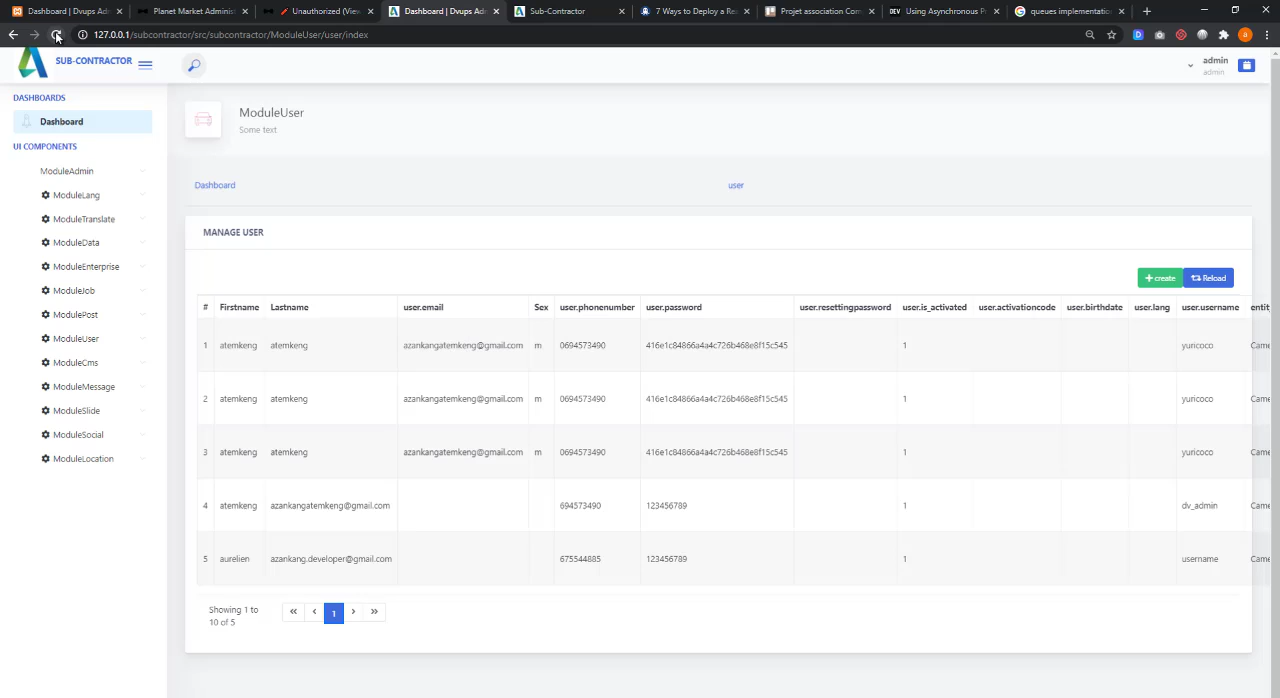 Dashboard | Dvups Adm
Planet Market Administ
Unauthorized (View
Dashboard | Dvups Adm
Sub-Contractor
7 Ways to Deploy a Re
Projet association Com
DEV Using Asynchronous P
queues implementatio
127.0.0.1/subcontractor/src/subcontractor/ModuleUser/user/index
SUB-CONTRACTOR
admin
admin
DASHBOARDS
Dashboard
UI COMPONENTS
ModuleAdmin
ModuleLang
ModuleTranslate
ModuleData
ModuleEnterprise
ModuleJob
ModulePost
ModuleUser
ModuleCms
ModuleMessage
ModuleSlide
ModuleSocial
ModuleLocation
ModuleUser
Some text
Dashboard user
MANAGE USER
create Reload
# Firstname Lastname user.email Sex user.phonenumber user.password user.resettingpassword user.is_activated user.activationcode user.birthdate user.lang user.username entit
1 atemkeng atemkeng azankangatemkeng@gmail.com m 0694573490 416e1c84866a4a4c726b468e8f15c545 1 yuricoco Came
2 atemkeng atemkeng azankangatemkeng@gmail.com m 0694573490 416e1c84866a4a4c726b468e8f15c545 1 yuricoco Came
3 atemkeng atemkeng azankangatemkeng@gmail.com m 0694573490 416e1c84866a4a4c726b468e8f15c545 1 yuricoco Came
4 atemkeng azankangatemkeng@gmail.com 694573490 123456789 1 dv_admin Came
5 aurelien azankang.developer@gmail.com 675544885 123456789 1 username Came
Showing 1 to
10 of 5
« ‹ 1 › »